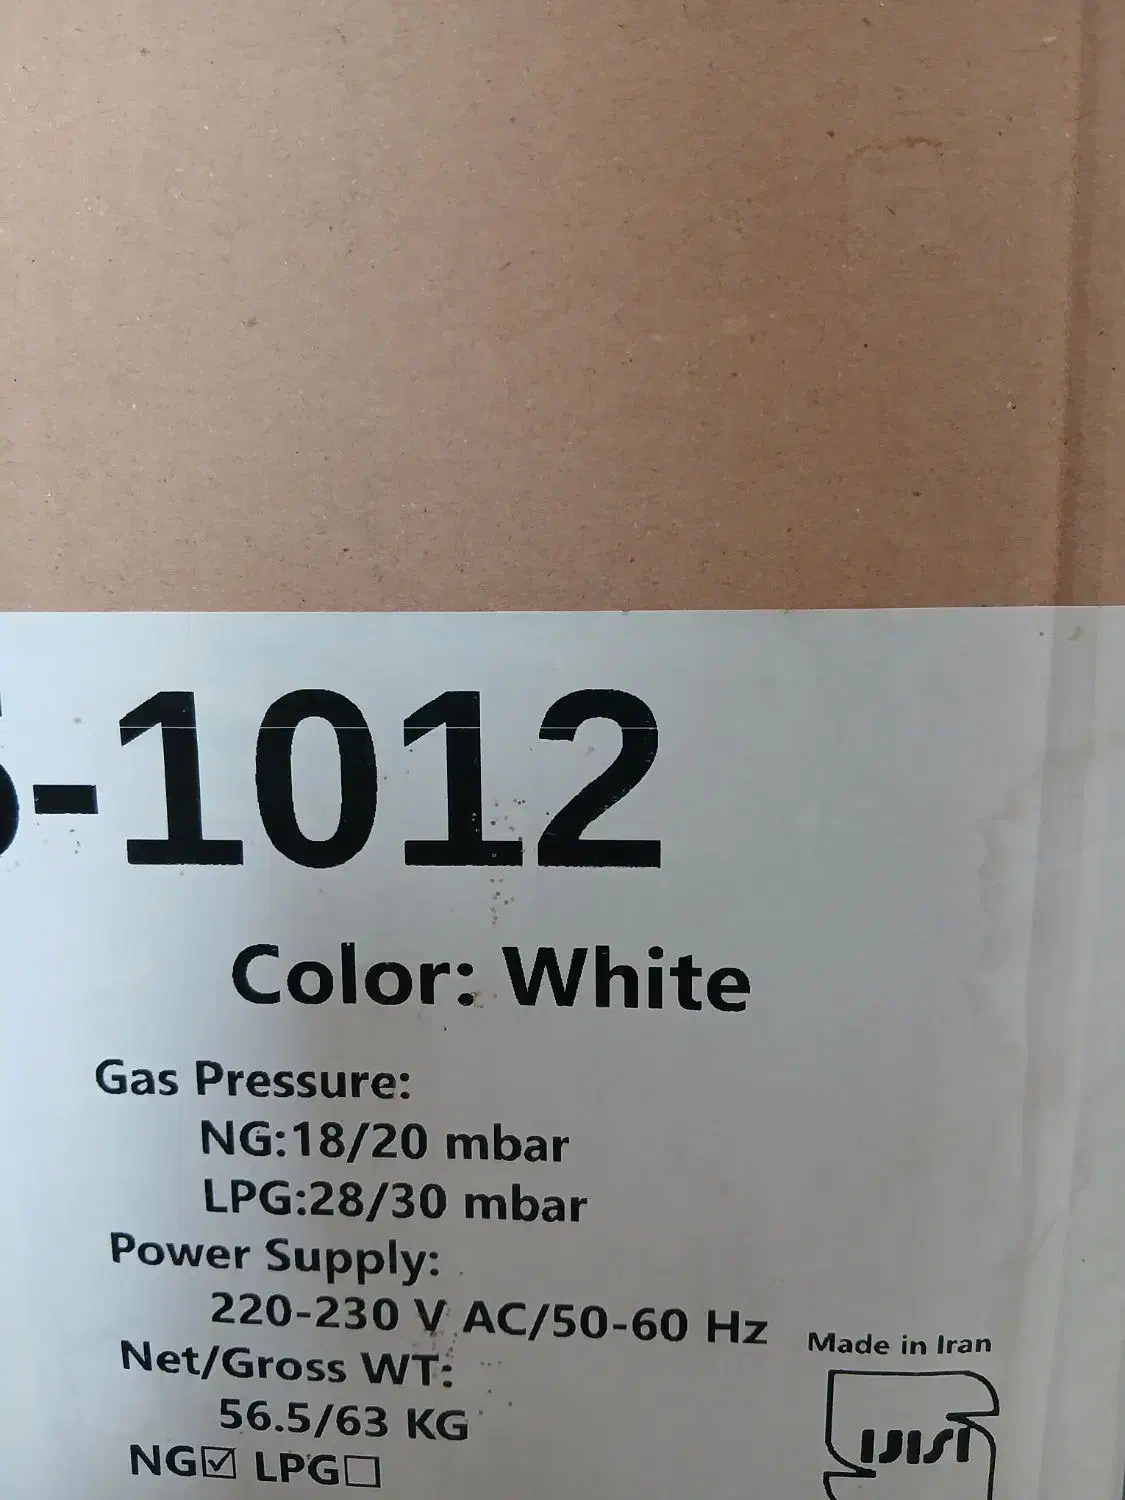 -1012
Color: White
Gas Pressure:
NG:18/20 mbar
LPG:28/30 mbar
Power Supply:
220-230 V AC/50-60 Hz
Net/Gross WT:
56.5/63 KG
NG☑ LPG☐
Made in Iran